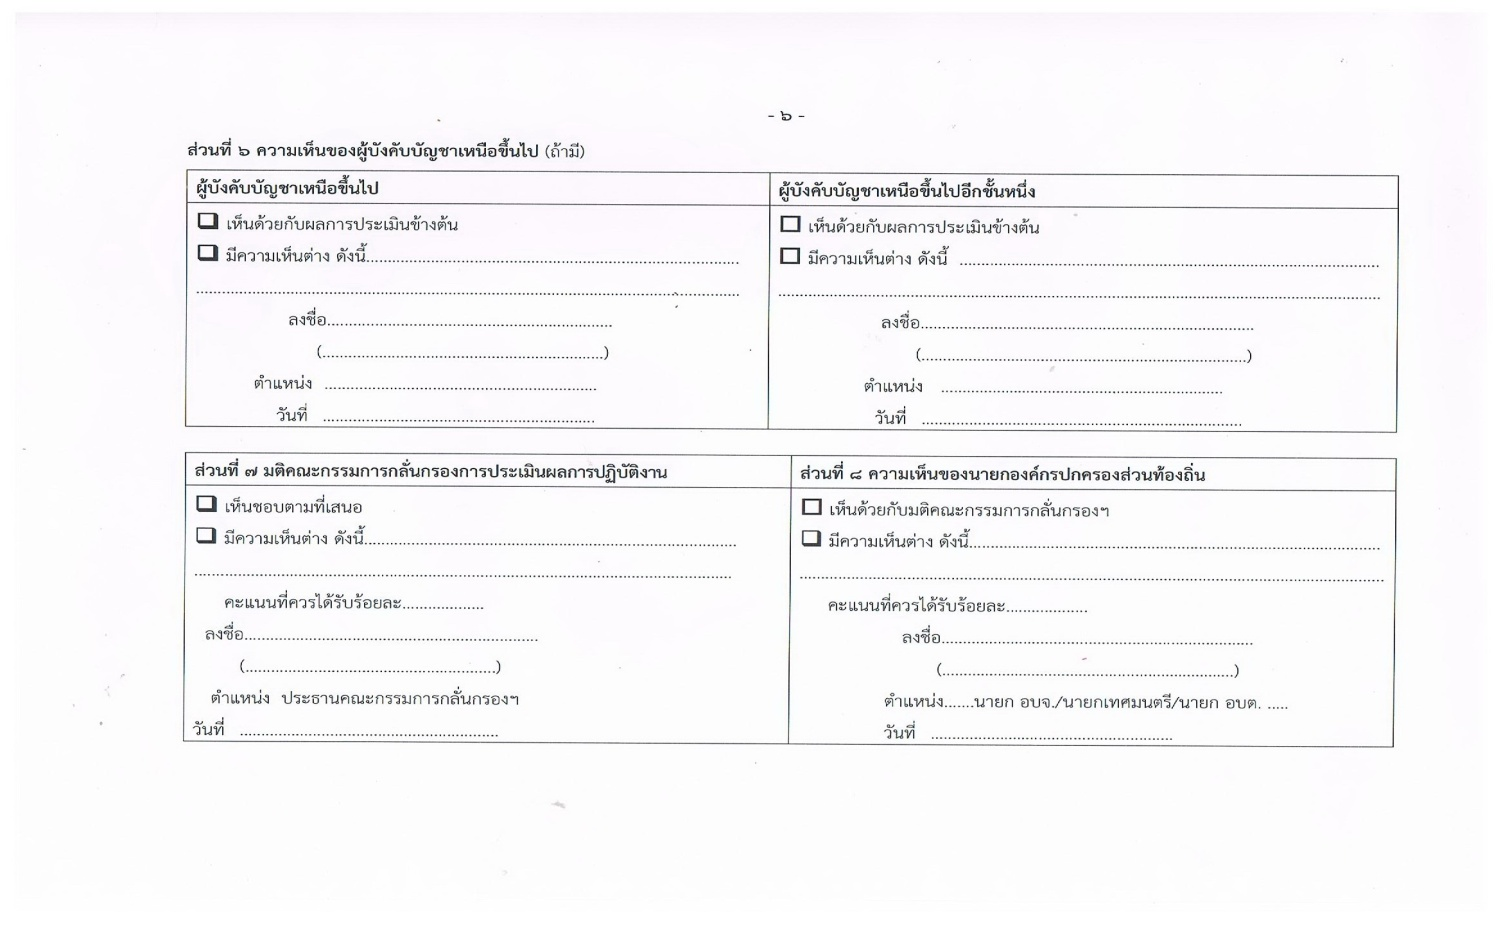 - ๖ -
ส่วนที่ ๖ ความเห็นของผู้บังคับบัญชาเหนือขึ้นไป (ถ้ามี)
ผู้บังคับบัญชาเหนือขึ้นไป
❏ เห็นด้วยกับผลการประเมินข้างต้น
❏ มีความเห็นต่าง ดังนี้......................................................................................
..............................................................................................................................
ลงชื่อ..................................................................
(.................................................................)
ตำแหน่ง ...............................................................
วันที่ ...............................................................
ผู้บังคับบัญชาเหนือขึ้นไปอีกชั้นหนึ่ง
☐ เห็นด้วยกับผลการประเมินข้างต้น
☐ มีความเห็นต่าง ดังนี้ .................................................................................................
............................................................................................................................................
ลงชื่อ.............................................................................
(...........................................................................)
ตำแหน่ง .................................................................
วันที่ ..........................................................................
ส่วนที่ ๗ มติคณะกรรมการกลั่นกรองการประเมินผลการปฏิบัติงาน
❏ เห็นชอบตามที่เสนอ
❏ มีความเห็นต่าง ดังนี้......................................................................................
............................................................................................................................
คะแนนที่ควรได้รับร้อยละ...................
ลงชื่อ....................................................................
(..........................................................)
ตำแหน่ง ประธานคณะกรรมการกลั่นกรองฯ
วันที่ ............................................................
ส่วนที่ ๘ ความเห็นของนายกองค์กรปกครองส่วนท้องถิ่น
☐ เห็นด้วยกับมติคณะกรรมการกลั่นกรองฯ
❏ มีความเห็นต่าง ดังนี้...............................................................................................
.......................................................................................................................................
คะแนนที่ควรได้รับร้อยละ...................
ลงชื่อ........................................................................
(....................................................................)
ตำแหน่ง.......นายก อบจ./นายกเทศมนตรี/นายก อบต. .....
วันที่ ........................................................